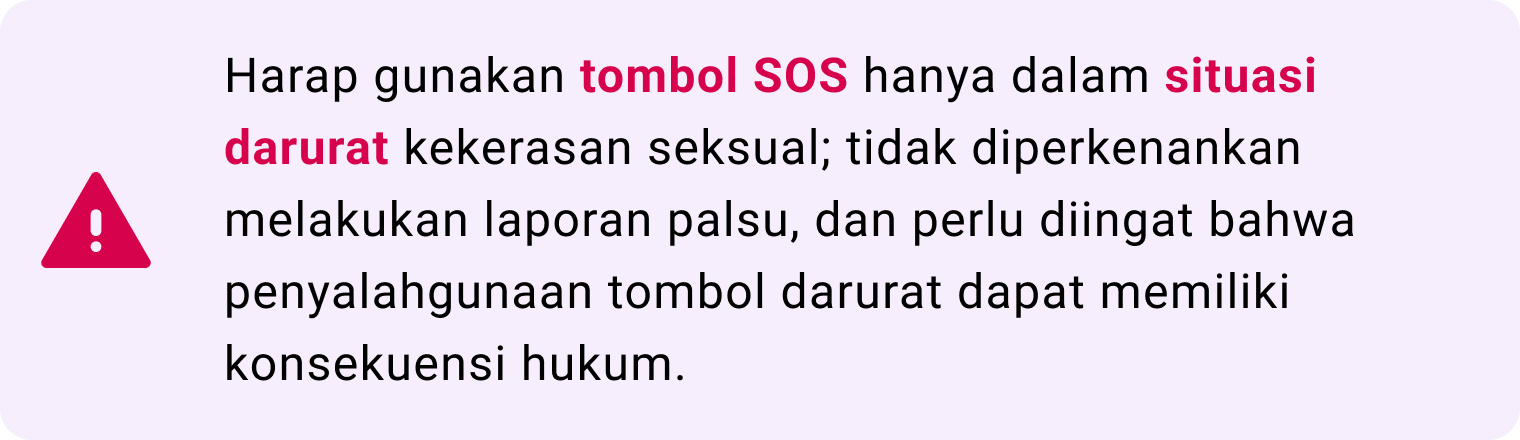 Harap gunakan tombol SOS hanya dalam situasi
darurat kekerasan seksual; tidak diperkenankan
melakukan laporan palsu, dan perlu diingat bahwa
penyalahgunaan tombol darurat dapat memiliki
konsekuensi hukum.